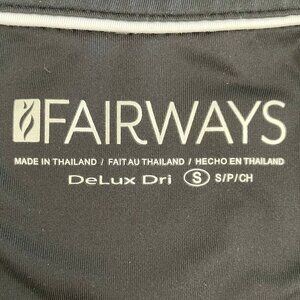 FAIRWAYS
MADE IN THAILAND / FAIT AU THAILAND / HECHO EN THAILAND
DeLux Dri S S/P/CH